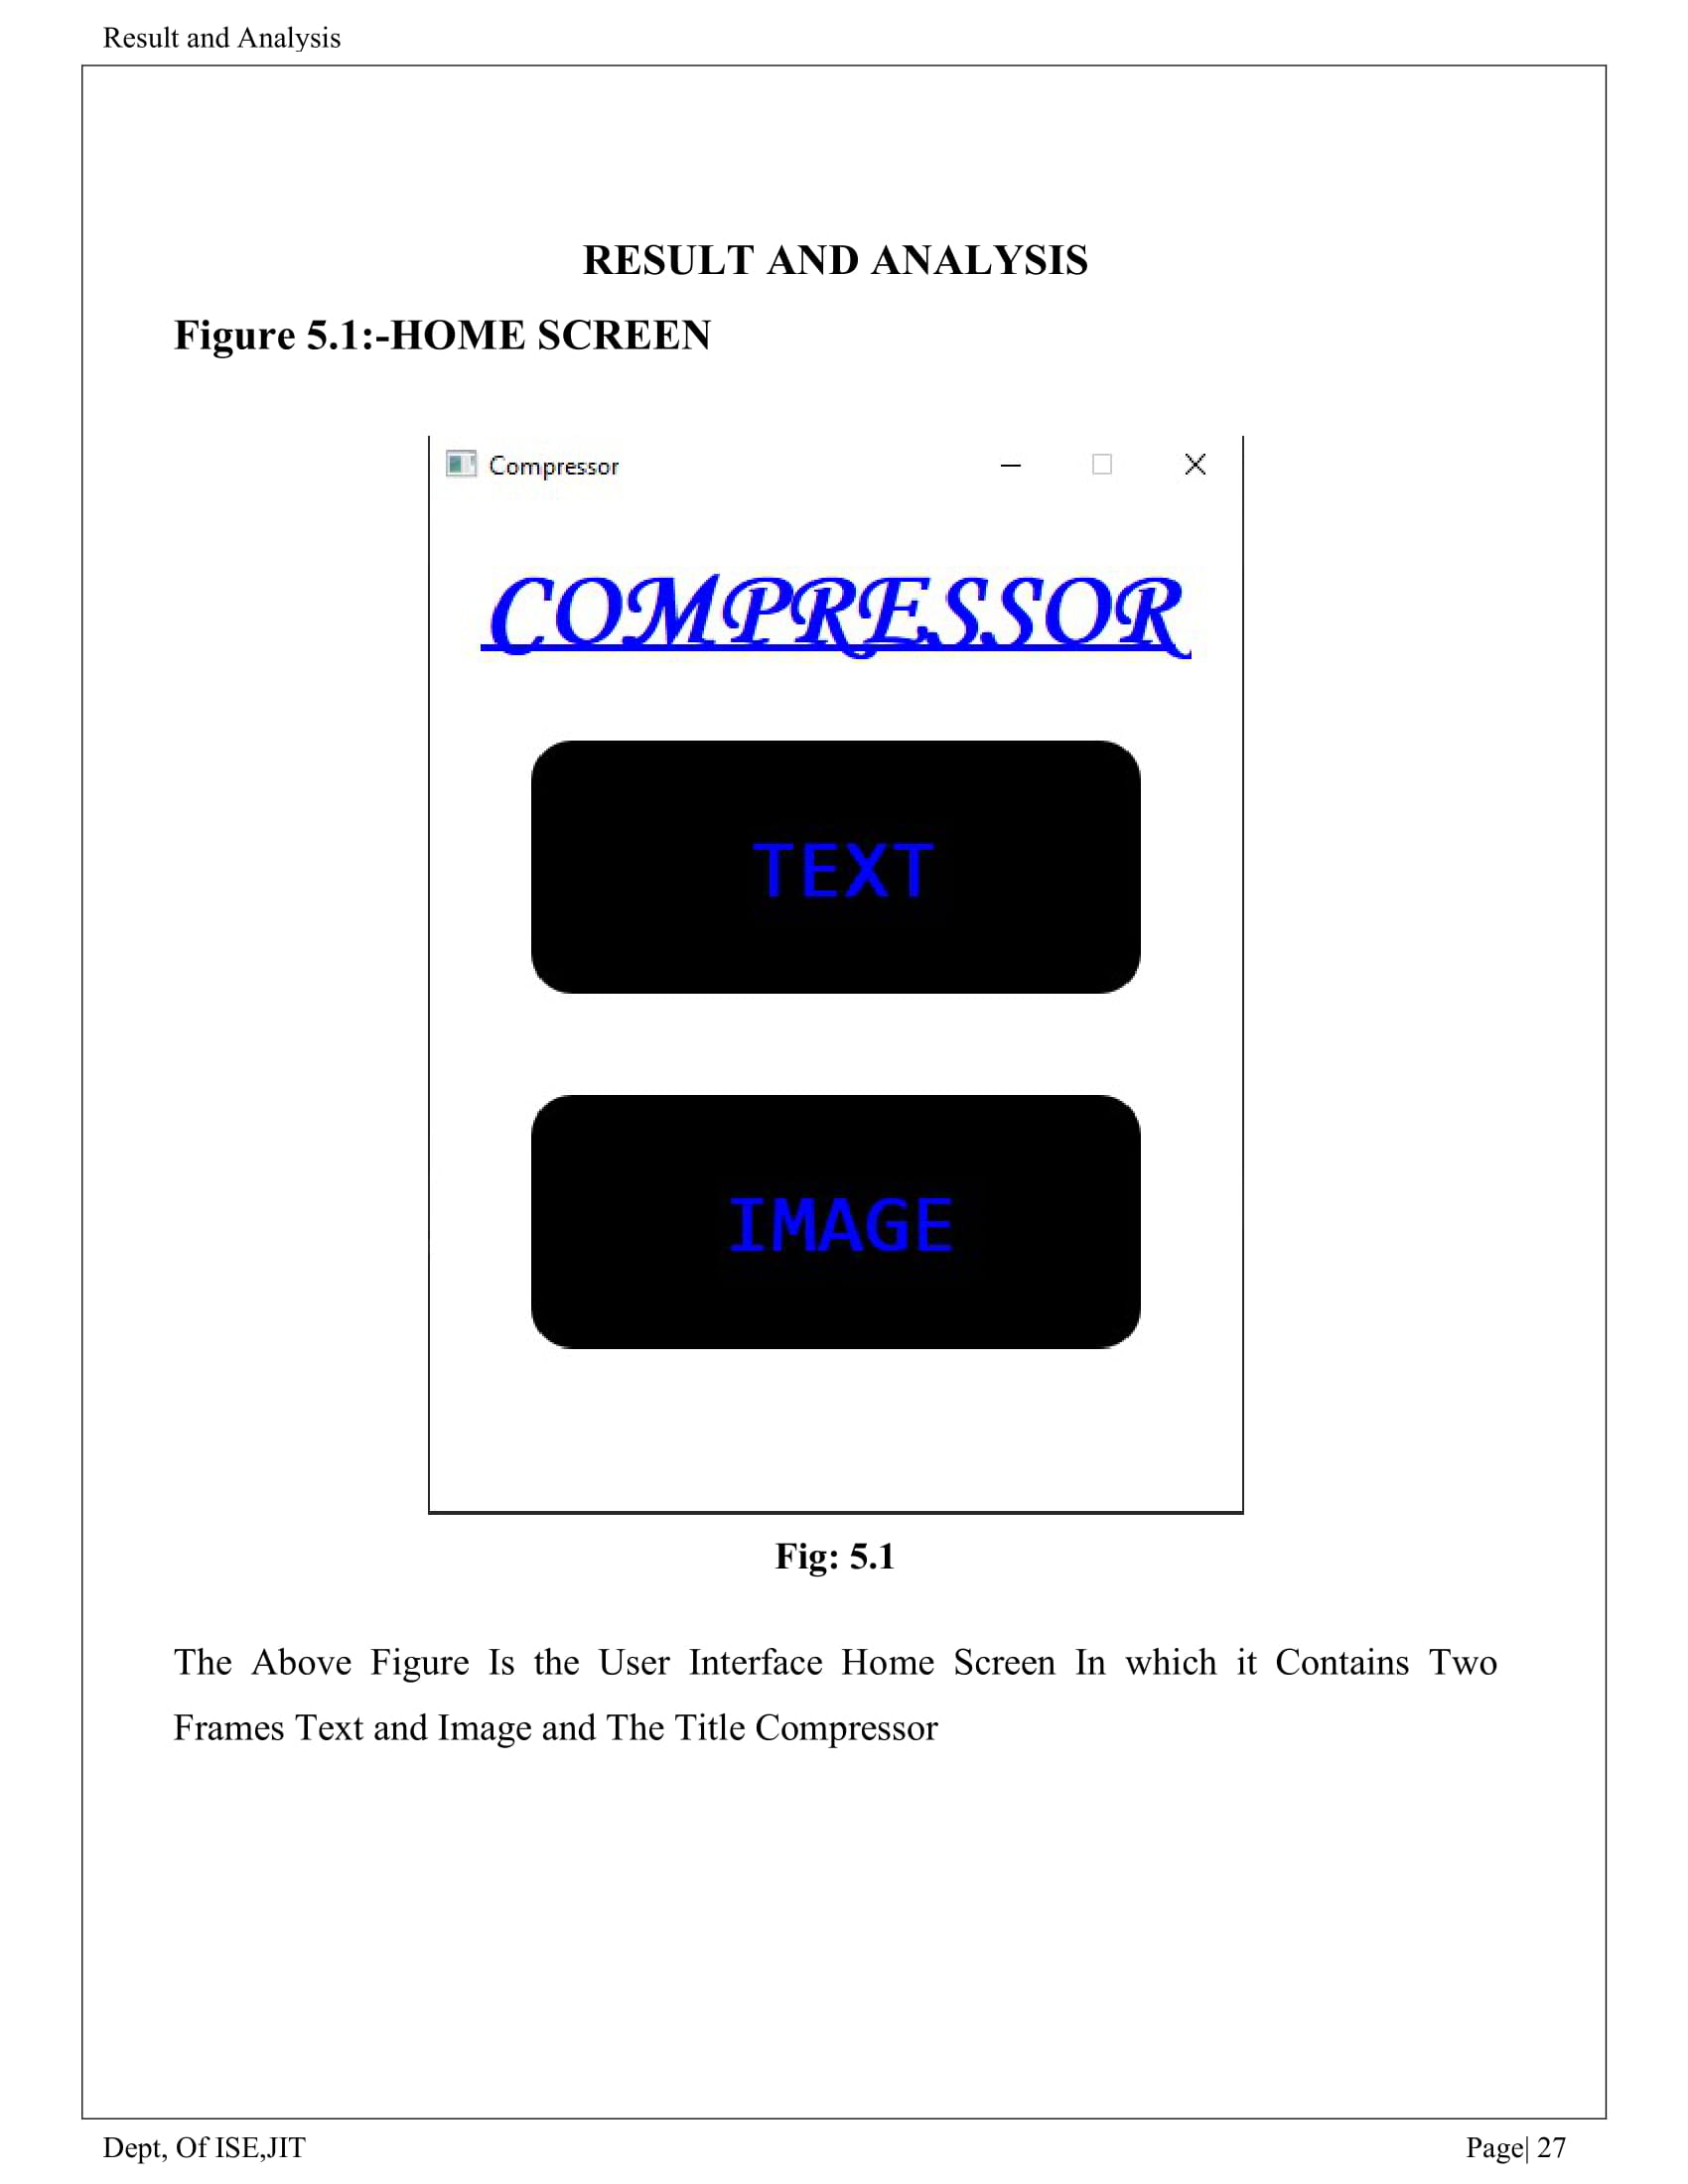 Result and Analysis
RESULT AND ANALYSIS
Figure 5.1:-HOME SCREEN
Compressor
COMPRESSOR
TEXT
IMAGE
Fig: 5.1
The Above Figure Is the User Interface Home Screen In which it Contains Two
Frames Text and Image and The Title Compressor
Dept, Of ISE,JIT
Page| 27